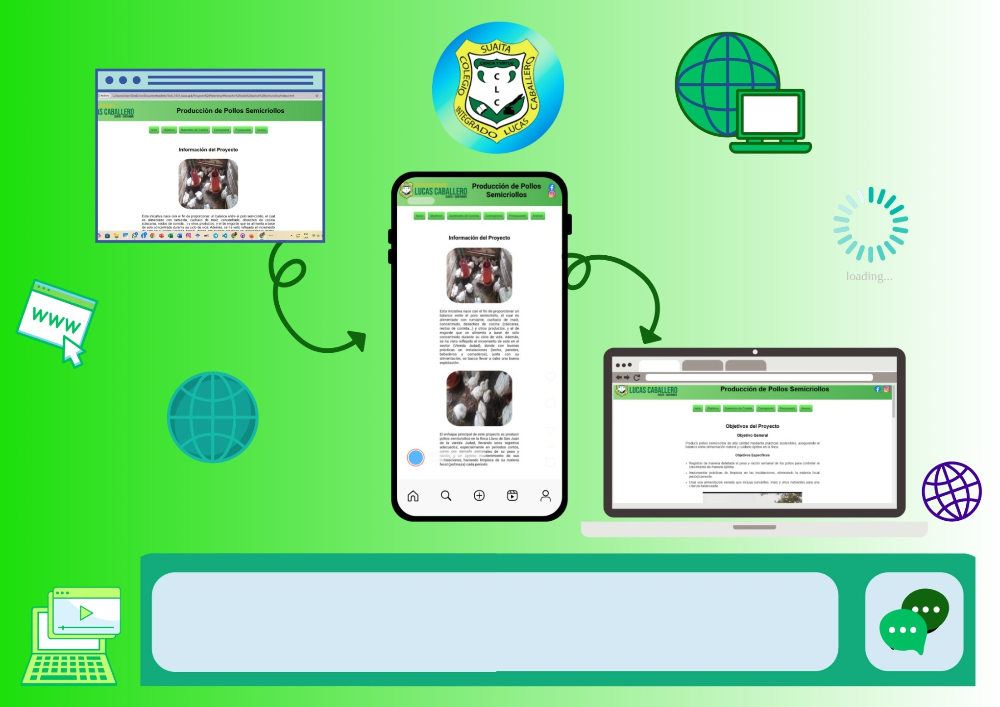 SUAITA
COLEGIO
INTEGRADO LUCAS
CABALLERO
CIENCIA Y VIRTUD
C
L
C
Archivo C:/Users/User/OneDrive/Documentos/
AS CABALLERO
SUAITA - SANTANDER
Producción de Pollos Semicriollos
Inicio Objetivos Suministro de Comida Cronograma Presupuesto Anexos
Información del Proyecto
Esta iniciativa nace con el fin de proporcionar un balance entre el polo semicriollo, el cual
es alimentado con rumiante, cuchuco de maíz, concentrado, desechos de cocina
(cáscaras, restos de comida...) y otros productos, y el de engorde que se alimenta a base
de solo concentrado durante su ciclo de vida. Además, se ha visto reflejado el incremento
ESP
LAA
WWW
LUCAS CABALLERO
SUAITA - SANTANDER
Producción de Pollos
Semicriollos
Inicio Objetivos Suministro de Comida Cronograma Presupuesto Anexos
Información del Proyecto
Esta iniciativa nace con el fin de proporcionar un
balance entre el polo semicriollo, el cual es
alimentado con rumiante, cuchuco de maíz,
concentrado, desechos de cocina (cáscaras,
restos de comida...) y otros productos, y el de
engorde que se alimenta a base de solo
concentrado durante su ciclo de vida. Además,
se ha visto reflejado el incremento de este en el
sector (Vereda Judad), donde con buenas
prácticas en instalaciones (techo, paredes,
bebederos y comederos), junto con su
alimentación, se busca llevar a cabo una buena
explotación.
El enfoque principal de este proyecto es producir
pollos semicriollos en la finca Llano de San Juan
de la vereda Judad, llevando unos registros
adecuados, especialmente en periodos cortos,
como por ejemplo semanales de su peso y
ración, y un óptimo mantenimiento de sus
instalaciones, haciendo limpieza de su materia
fecal (pollinaza) cada periodo.
loading...
LUCAS CABALLERO
SUAITA - SANTANDER
Producción de Pollos Semicriollos
Inicio Objetivos Suministro de Comida Cronograma Presupuesto Anexos
Objetivos del Proyecto
Objetivo General
Producir pollos semicriollos de alta calidad mediante prácticas sostenibles, asegurando el
balance entre alimentación natural y cuidado óptimo en la finca.
Objetivos Específicos
Registrar de manera detallada el peso y ración semanal de los pollos para controlar el
crecimiento de manera óptima.
Implementar prácticas de limpieza en las instalaciones, eliminando la materia fecal
periódicamente.
Usar una alimentación variada que incluya rumiantes, maíz y otros nutrientes para una
crianza balanceada.